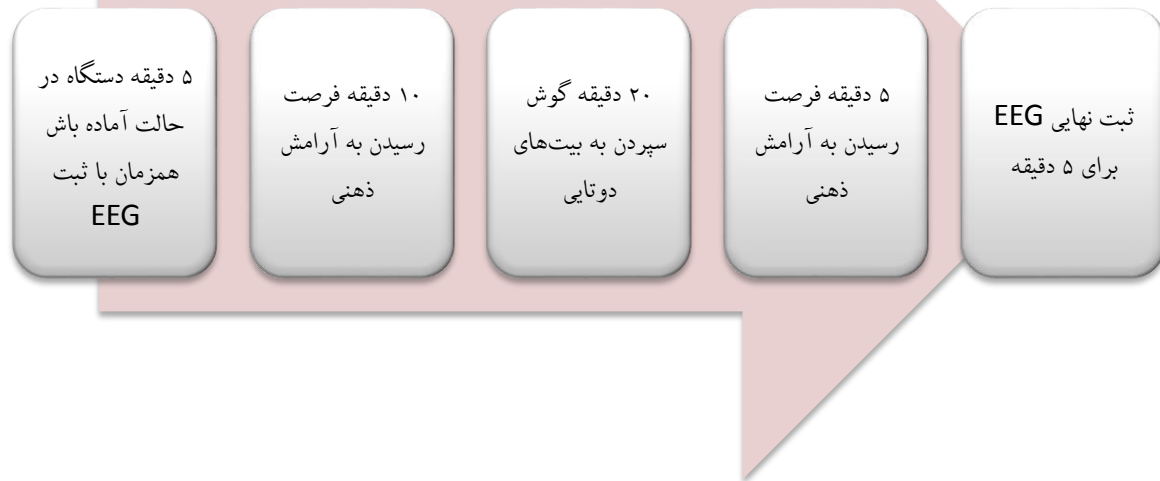 ۵ دقیقه دستگاه در
حالت آماده باش
همزمان با ثبت
EEG
۱۰ دقیقه فرصت
رسیدن به آرامش
ذهنی
۲۰ دقیقه گوش
سپردن به بیت‌های
دوتایی
۵ دقیقه فرصت
رسیدن به آرامش
ذهنی
ثبت نهایی EEG
برای ۵ دقیقه